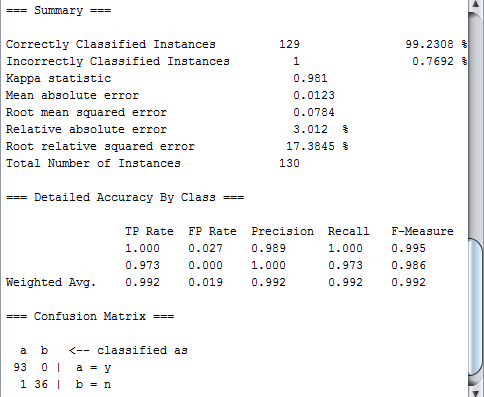 === Summary ===
Correctly Classified Instances 129 99.2308 %
Incorrectly Classified Instances 1 0.7692 %
Kappa statistic 0.981
Mean absolute error 0.0123
Root mean squared error 0.0784
Relative absolute error 3.012 %
Root relative squared error 17.3845 %
Total Number of Instances 130
=== Detailed Accuracy By Class ===
TP Rate FP Rate Precision Recall F-Measure
1.000 0.027 0.989 1.000 0.995
0.973 0.000 1.000 0.973 0.986
Weighted Avg. 0.992 0.019 0.992 0.992 0.992
=== Confusion Matrix ===
a b <-- classified as
93 0 | a = y
1 36 | b = n